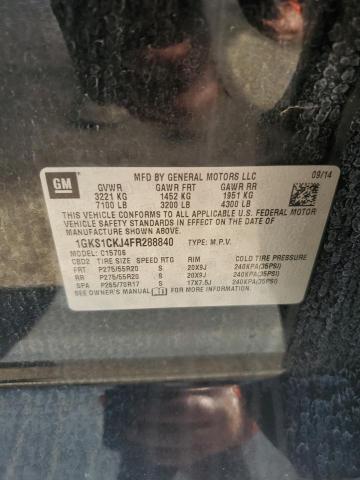 GM
MFD BY GENERAL MOTORS LLC 09/14
GVWR GAWR FRT GAWR RR
3221 KG 1452 KG 1951 KG
7100 LB 3200 LB 4300 LB
THIS VEHICLE CONFORMS TO ALL APPLICABLE U.S. FEDERAL MOTOR
VEHICLE SAFETY STANDARDS IN EFFECT ON THE DATE OF
MANUFACTURE SHOWN ABOVE.
1GKS1CKJ4FR288840 TYPE: M.P.V.
MODEL: C15706
CBD2 TIRE SIZE SPEED RTG RIM COLD TIRE PRESSURE
FRT P275/55R20 S 20X9J 240KPA(35PSI)
RR P275/55R20 S 20X9J 240KPA(35PSI)
SPA P265/70R17 S 17X7.5J 240KPA(35PSI)
SEE OWNER'S MANUAL FOR ADDITIONAL INFORMATION.